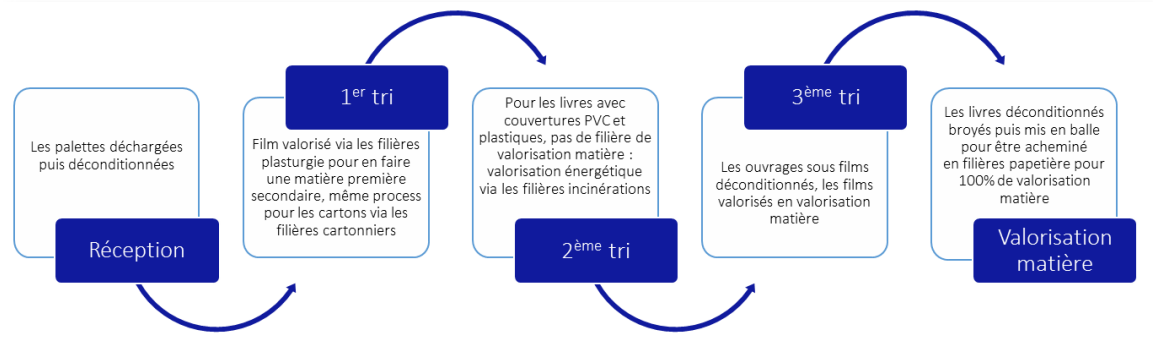 Les palettes déchargées
puis déconditionnées
Réception
1er tri
Film valorisé via les filières
plasturgie pour en faire
une matière première
secondaire, même process
pour les cartons via les
filières cartonniers
Pour les livres avec
couvertures PVC et
plastiques, pas de filière de
valorisation matière :
valorisation énergétique
via les filières incinérations
2ème tri
3ème tri
Les ouvrages sous films
déconditionnés, les films
valorisés en valorisation
matière
Les livres déconditionnés
broyés puis mis en balle
pour être acheminé
en filières papetière pour
100% de valorisation
matière
Valorisation
matière